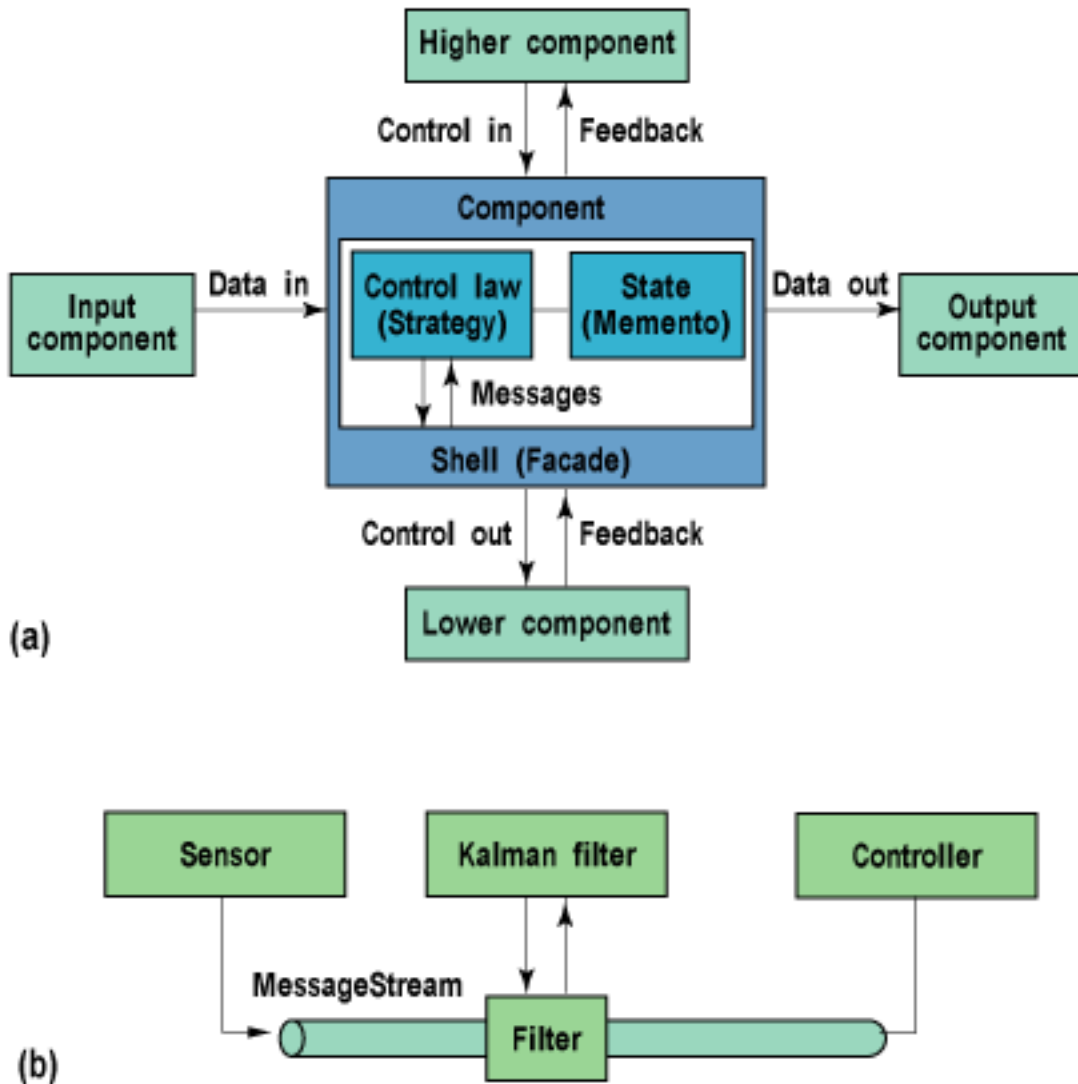 Higher component
Control in
Feedback
Component
Data in
Data out
Input
component
Control law
(Strategy)
State
(Memento)
Output
component
Messages
Shell (Facade)
Control out
Feedback
Lower component
(a)
Sensor
Kalman filter
Controller
MessageStream
Filter
(b)